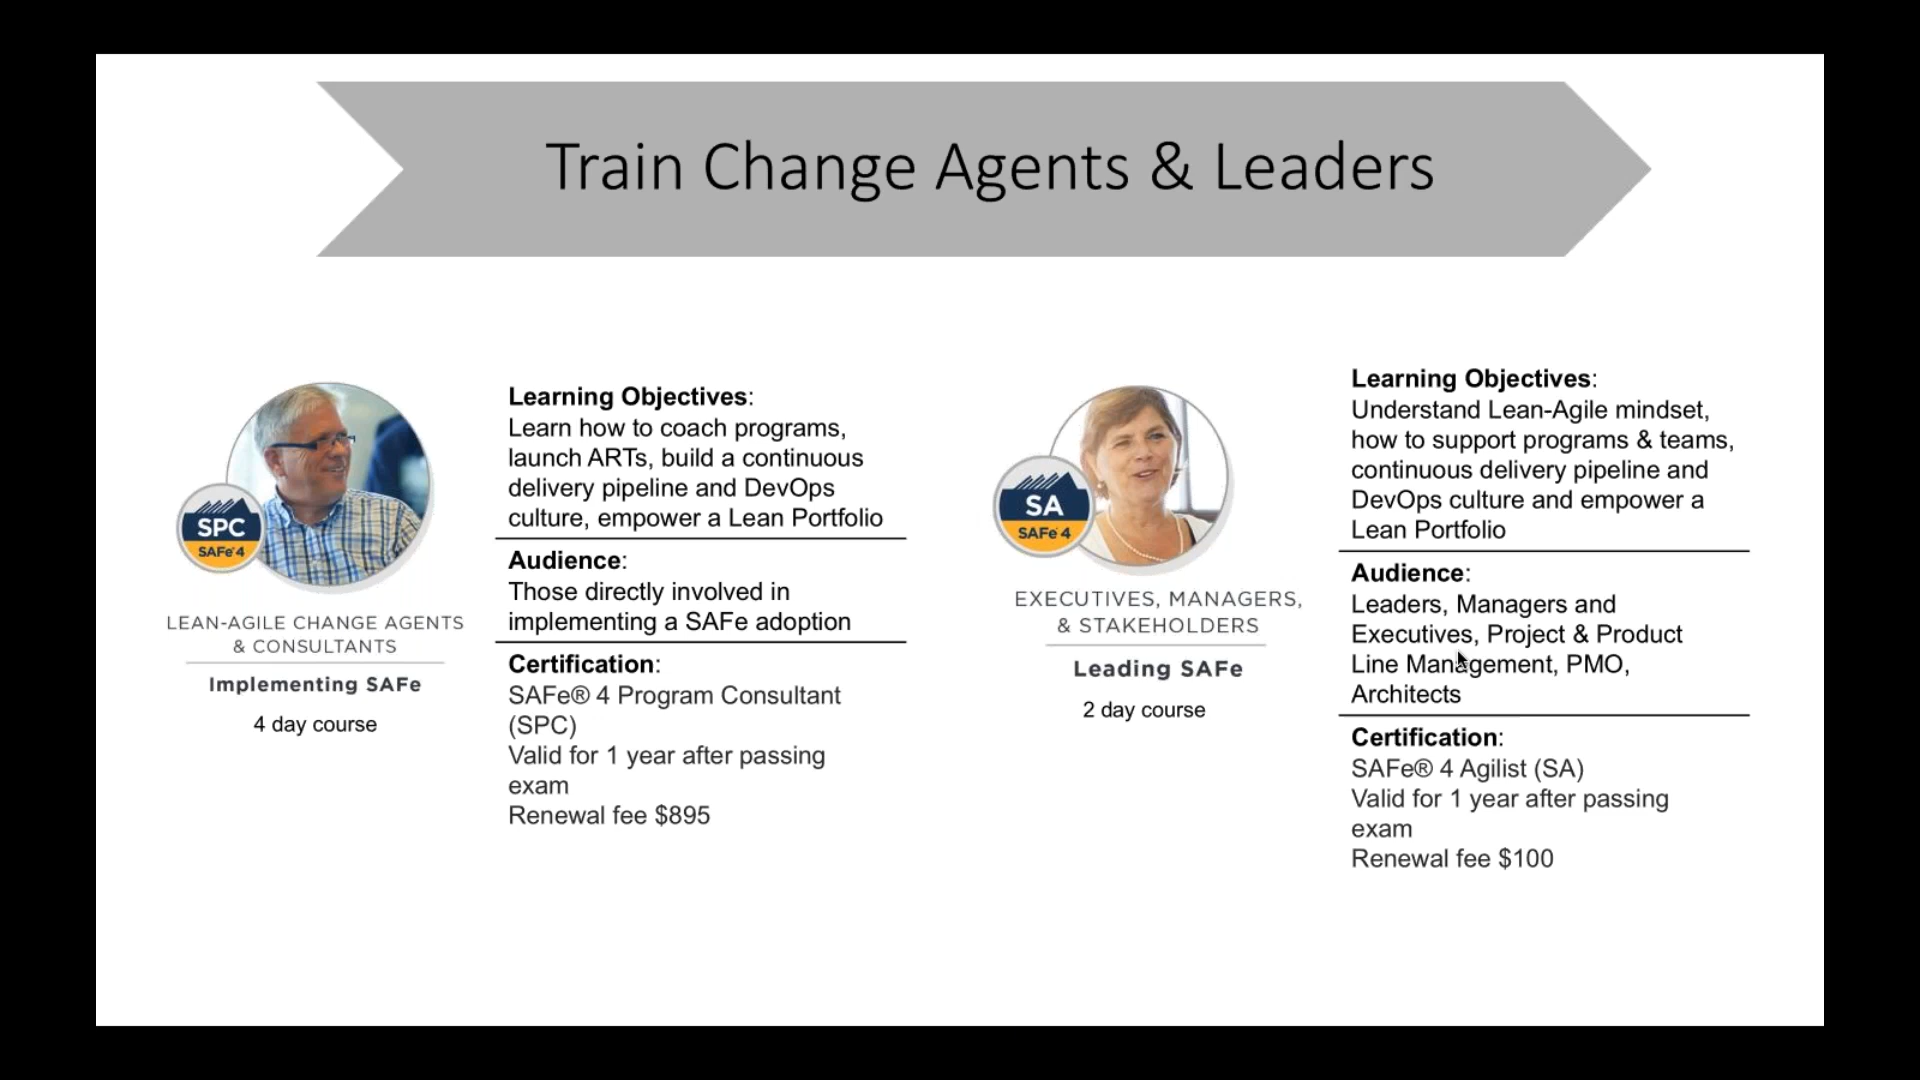 Train Change Agents & Leaders
SPC
SAFe® 4
LEAN-AGILE CHANGE AGENTS
& CONSULTANTS
Implementing SAFe
4 day course
Learning Objectives:
Learn how to coach programs,
launch ARTs, build a continuous
delivery pipeline and DevOps
culture, empower a Lean Portfolio
Audience:
Those directly involved in
implementing a SAFe adoption
Certification:
SAFe® 4 Program Consultant
(SPC)
Valid for 1 year after passing
exam
Renewal fee $895
SA
SAFe® 4
EXECUTIVES, MANAGERS,
& STAKEHOLDERS
Leading SAFe
2 day course
Learning Objectives:
Understand Lean-Agile mindset,
how to support programs & teams,
continuous delivery pipeline and
DevOps culture and empower a
Lean Portfolio
Audience:
Leaders, Managers and
Executives, Project & Product
Line Management, PMO,
Architects
Certification:
SAFe® 4 Agilist (SA)
Valid for 1 year after passing
exam
Renewal fee $100